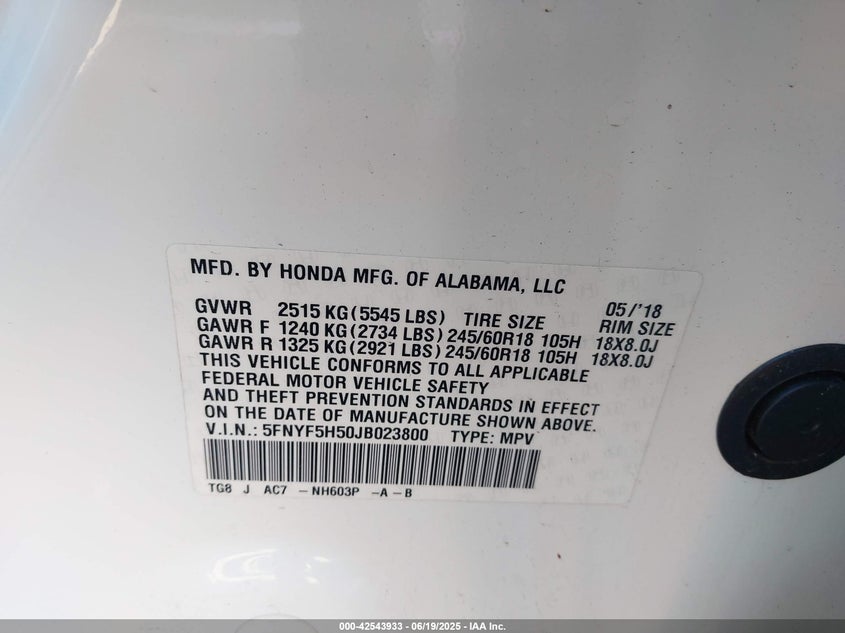 MFD. BY HONDA MFG. OF ALABAMA, LLC
GVWR 2515 KG (5545 LBS) TIRE SIZE 05/'18 RIM SIZE
GAWR F 1240 KG (2734 LBS) 245/60R18 105H 18X8.0J
GAWR R 1325 KG (2921 LBS) 245/60R18 105H 18X8.0J
THIS VEHICLE CONFORMS TO ALL APPLICABLE
FEDERAL MOTOR VEHICLE SAFETY
AND THEFT PREVENTION STANDARDS IN EFFECT
ON THE DATE OF MANUFACTURE SHOWN ABOVE.
V.I.N.: 5FNYF5H50JB023800 TYPE: MPV
TG8 J AC7 - NH603P - A - B
000-42543933 - 06/19/2025 - IAA Inc.